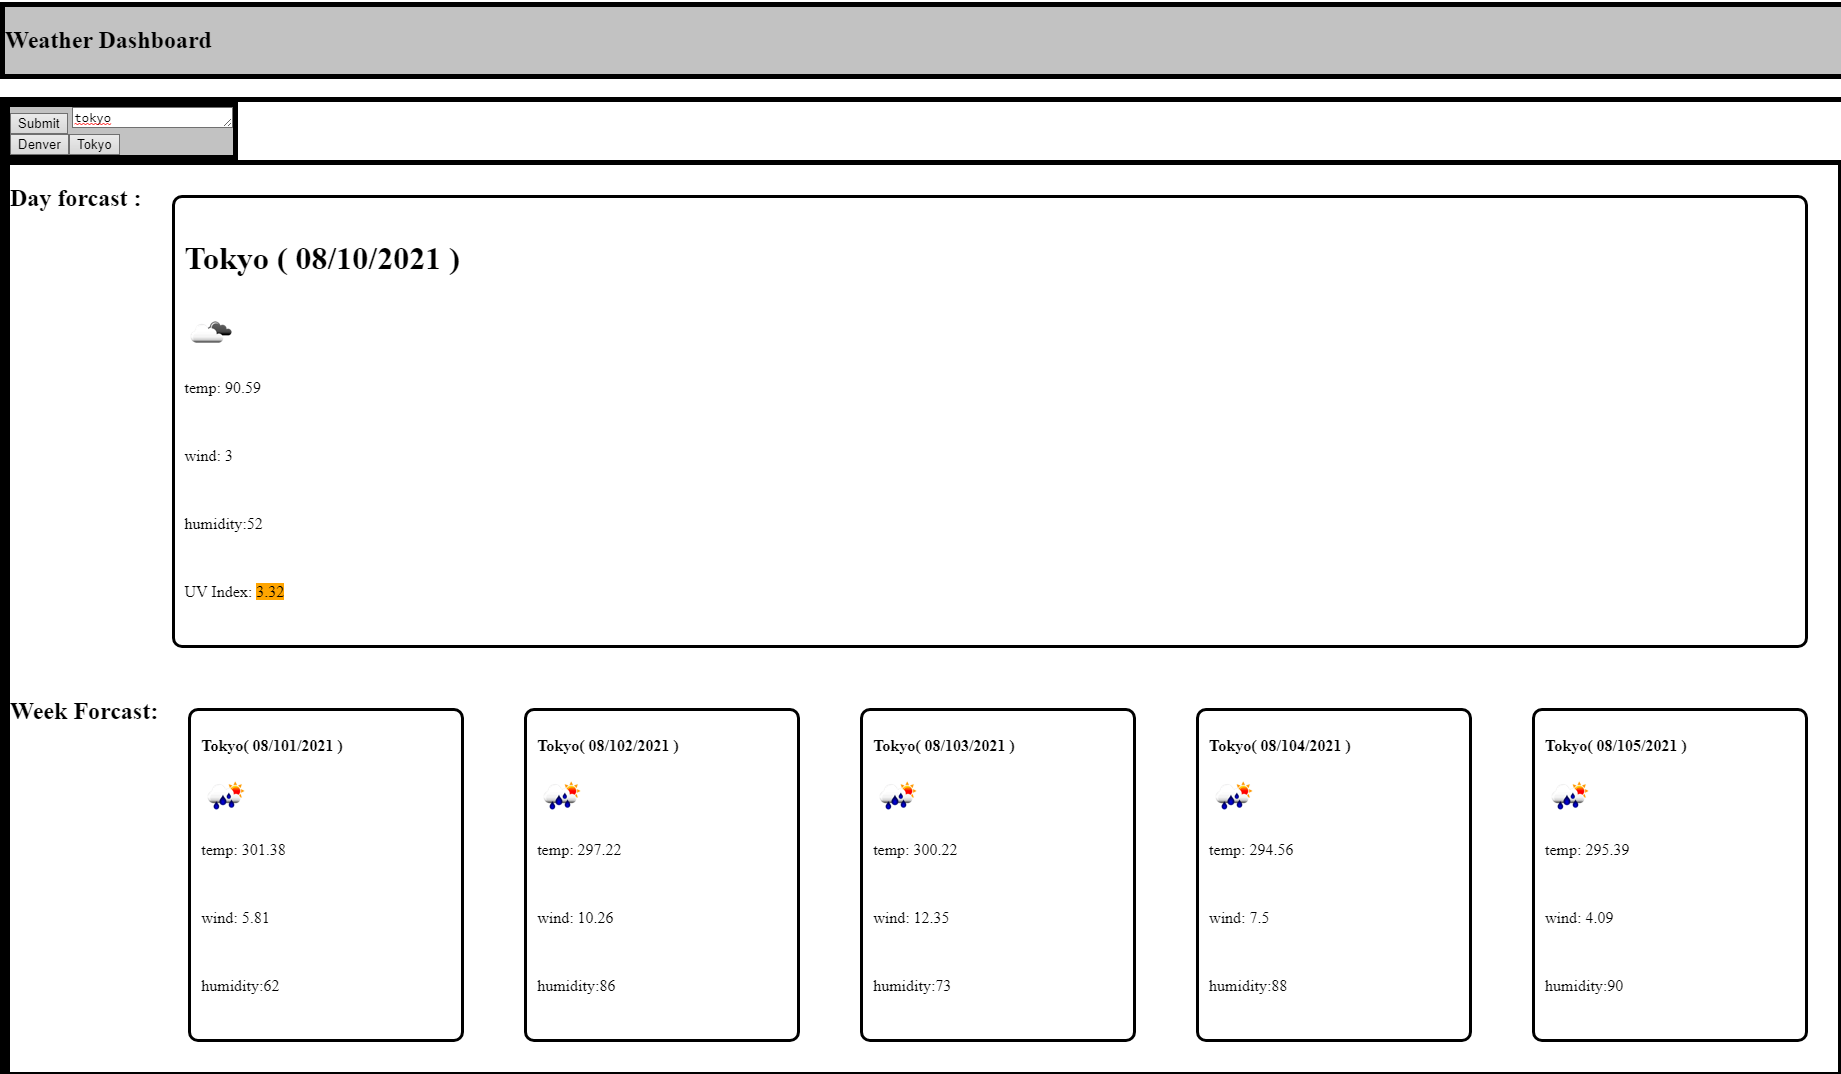 Weather Dashboard
Submit tokyo
Denver Tokyo
Day forcast :
Tokyo ( 08/10/2021 )
temp: 90.59
wind: 3
humidity:52
UV Index: 3.32
Week Forcast:
Tokyo( 08/101/2021 )
temp: 301.38
wind: 5.81
humidity:62
Tokyo( 08/102/2021 )
temp: 297.22
wind: 10.26
humidity:86
Tokyo( 08/103/2021 )
temp: 300.22
wind: 12.35
humidity:73
Tokyo( 08/104/2021 )
temp: 294.56
wind: 7.5
humidity:88
Tokyo( 08/105/2021 )
temp: 295.39
wind: 4.09
humidity:90